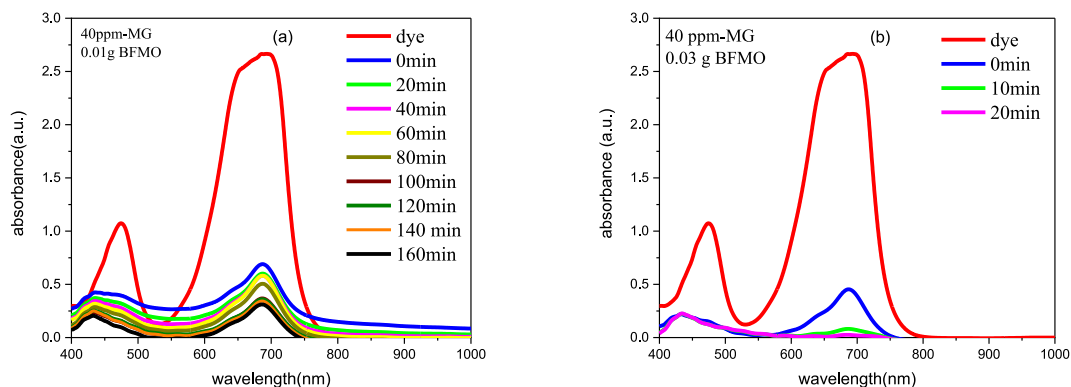 40ppm-MG
0.01g BFMO
(a)
dye
0min
20min
40min
60min
80min
100min
120min
140 min
160min
3.0
2.5
2.0
1.5
1.0
0.5
0.0
400 500 600 700 800 900 1000
absorbance(a.u.)
wavelength(nm)
40 ppm-MG
0.03 g BFMO
(b)
dye
0min
10min
20min
3.0
2.5
2.0
1.5
1.0
0.5
0.0
400 500 600 700 800 900 1000
absorbance (a.u.)
wavelength(nm)